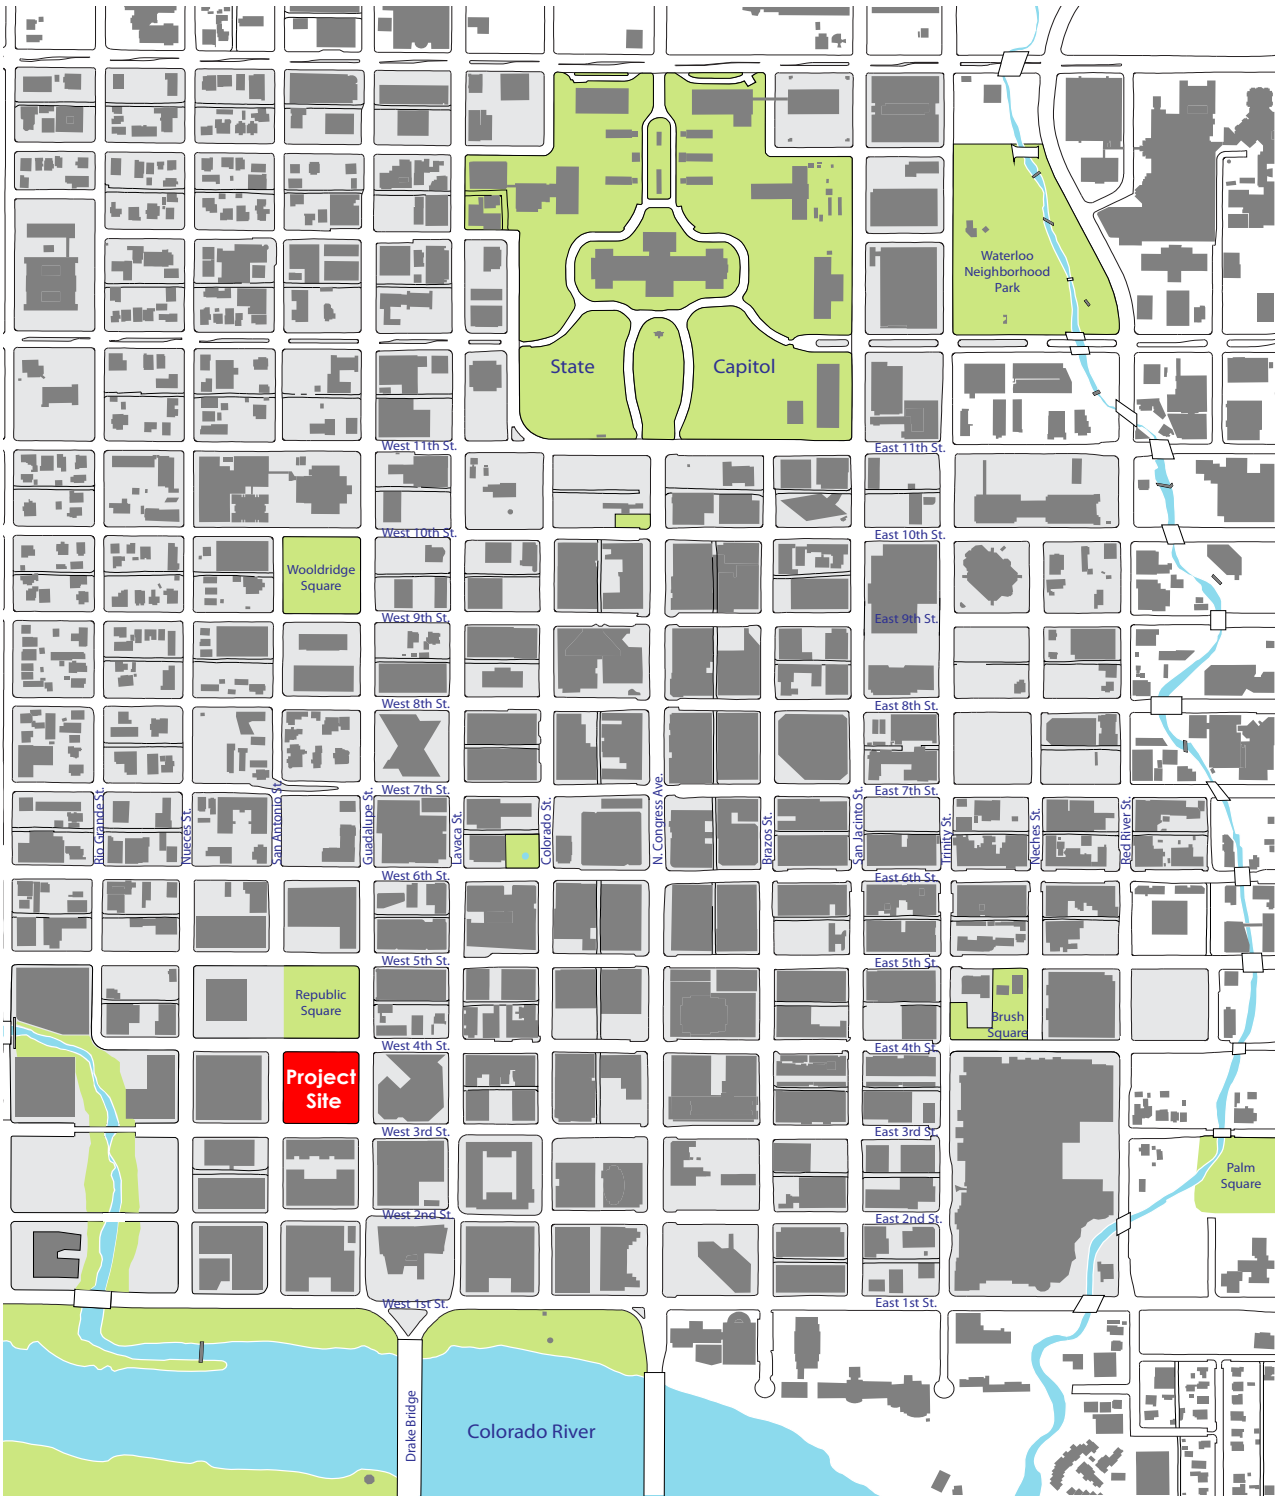 Waterloo
Neighborhood
Park
State
Capitol
West 11th St.
East 11th St.
West 10th St.
East 10th St.
Wooldridge
Square
West 9th St.
East 9th St.
West 8th St.
East 8th St.
West 7th St.
East 7th St.
Rio Grande St.
Nueces St.
San Antonio St.
Guadalupe St.
Lavaca St.
Colorado St.
N. Congress Ave.
Brazos St.
San Jacinto St.
Trinity St.
Neches St.
Red River St.
West 6th St.
East 6th St.
West 5th St.
East 5th St.
Republic
Square
Brush
Square
West 4th St.
East 4th St.
Project
Site
West 3rd St.
East 3rd St.
Palm
Square
West 2nd St.
East 2nd St.
West 1st St.
East 1st St.
Drake Bridge
Colorado River